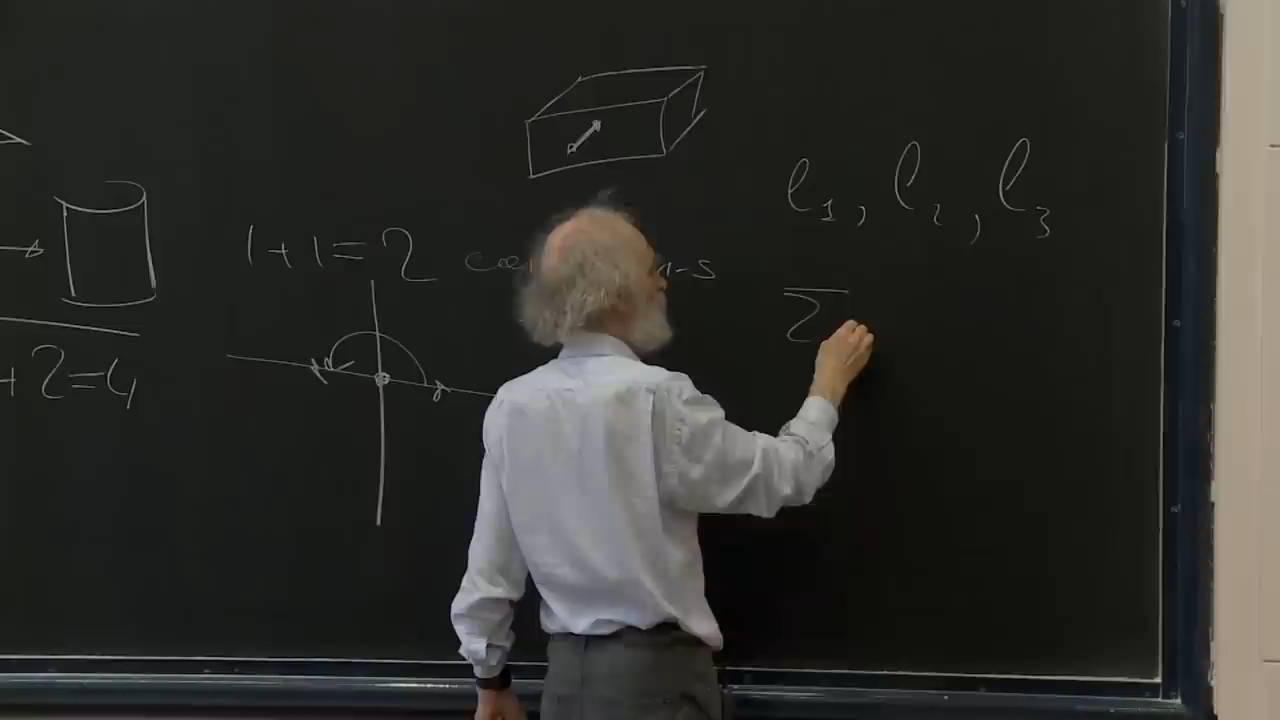 ℓ₁, ℓ₂, ℓ₃
1+1=2
Σ
+2=4